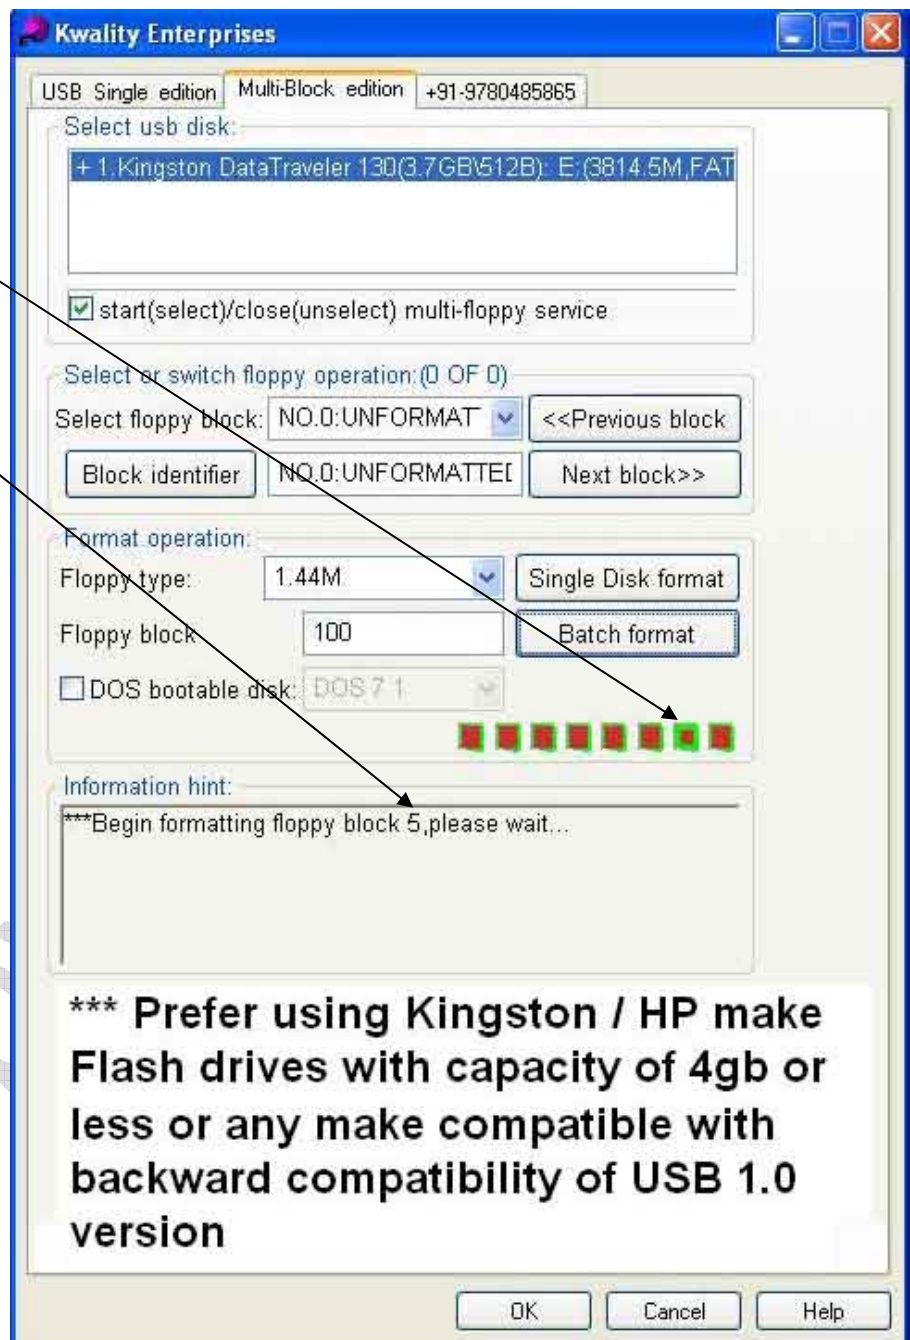 Kwality Enterprises
USB Single edition Multi-Block edition +91-9780485865
Select usb disk:
+ 1.Kingston DataTraveler 130(3.7GB\512B): E:(3814.5M,FAT
start(select)/close(unselect) multi-floppy service
Select or switch floppy operation:(0 OF 0)
Select floppy block: NO.0:UNFORMAT <<Previous block
Block identifier NO.0:UNFORMATTED Next block>>
Format operation:
Floppy type: 1.44M Single Disk format
Floppy block 100 Batch format
DOS bootable disk: DOS 7 1
Information hint:
***Begin formatting floppy block 5,please wait...
*** Prefer using Kingston / HP make
Flash drives with capacity of 4gb or
less or any make compatible with
backward compatibility of USB 1.0
version
OK Cancel Help